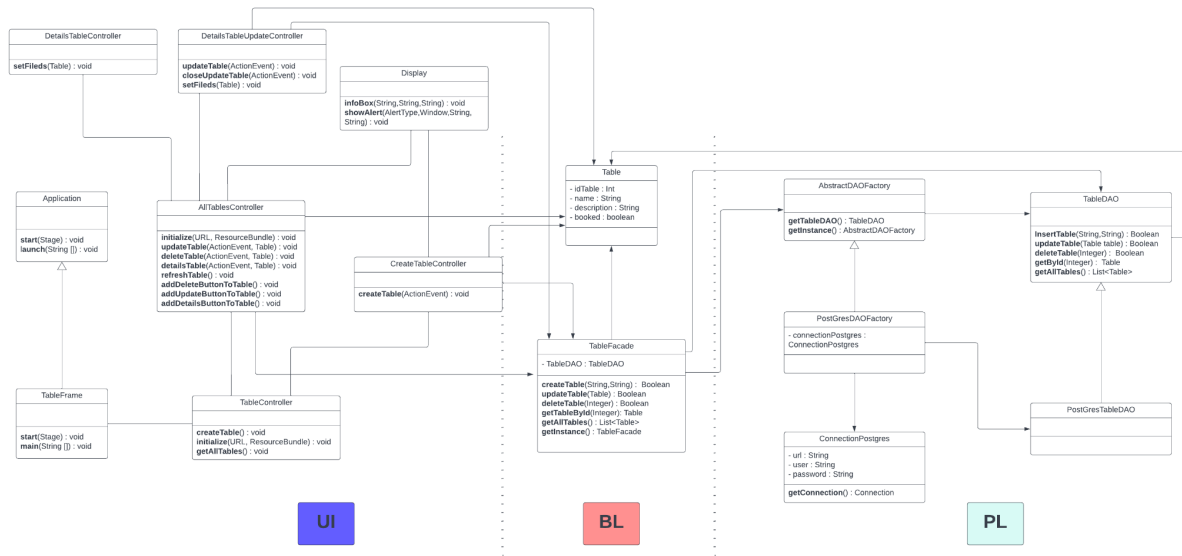 DetailsTableController
setFileds(Table) : void
DetailsTableUpdateController
updateTable(ActionEvent) : void
closeUpdateTable(ActionEvent) : void
setFileds(Table) : void
Display
infoBox(String,String,String) : void
showAlert(AlertType,Window,String,
String) : void
Application
start(Stage) : void
launch(String []) : void
AllTablesController
initialize(URL, ResourceBundle) : void
updateTable(ActionEvent, Table) : void
deleteTable(ActionEvent, Table) : void
detailsTable(ActionEvent, Table) : void
refreshTable() : void
addDeleteButtonToTable() : void
addUpdateButtonToTable() : void
addDetailsButtonToTable() : void
CreateTableController
createTable(ActionEvent) : void
TableFrame
start(Stage) : void
main(String []) : void
TableController
createTable() : void
initialize(URL, ResourceBundle) : void
getAllTables() : void
Table
- idTable : Int
- name : String
- description : String
- booked : boolean
TableFacade
- TableDAO : TableDAO
createTable(String,String) : Boolean
updateTable(Table) : Boolean
deleteTable(Integer) : Boolean
getTableById(Integer): Table
getAllTables() : List<Table>
getInstance() : TableFacade
AbstractDAOFactory
getTableDAO() : TableDAO
getInstance() : AbstractDAOFactory
TableDAO
InsertTable(String,String) : Boolean
updateTable(Table table) : Boolean
deleteTable(Integer) : Boolean
getById(Integer) : Table
getAllTables() : List<Table>
PostGresDAOFactory
- connectionPostgres :
ConnectionPostgres
PostGresTableDAO
ConnectionPostgres
- url : String
- user : String
- password : String
getConnection() : Connection
UI
BL
PL